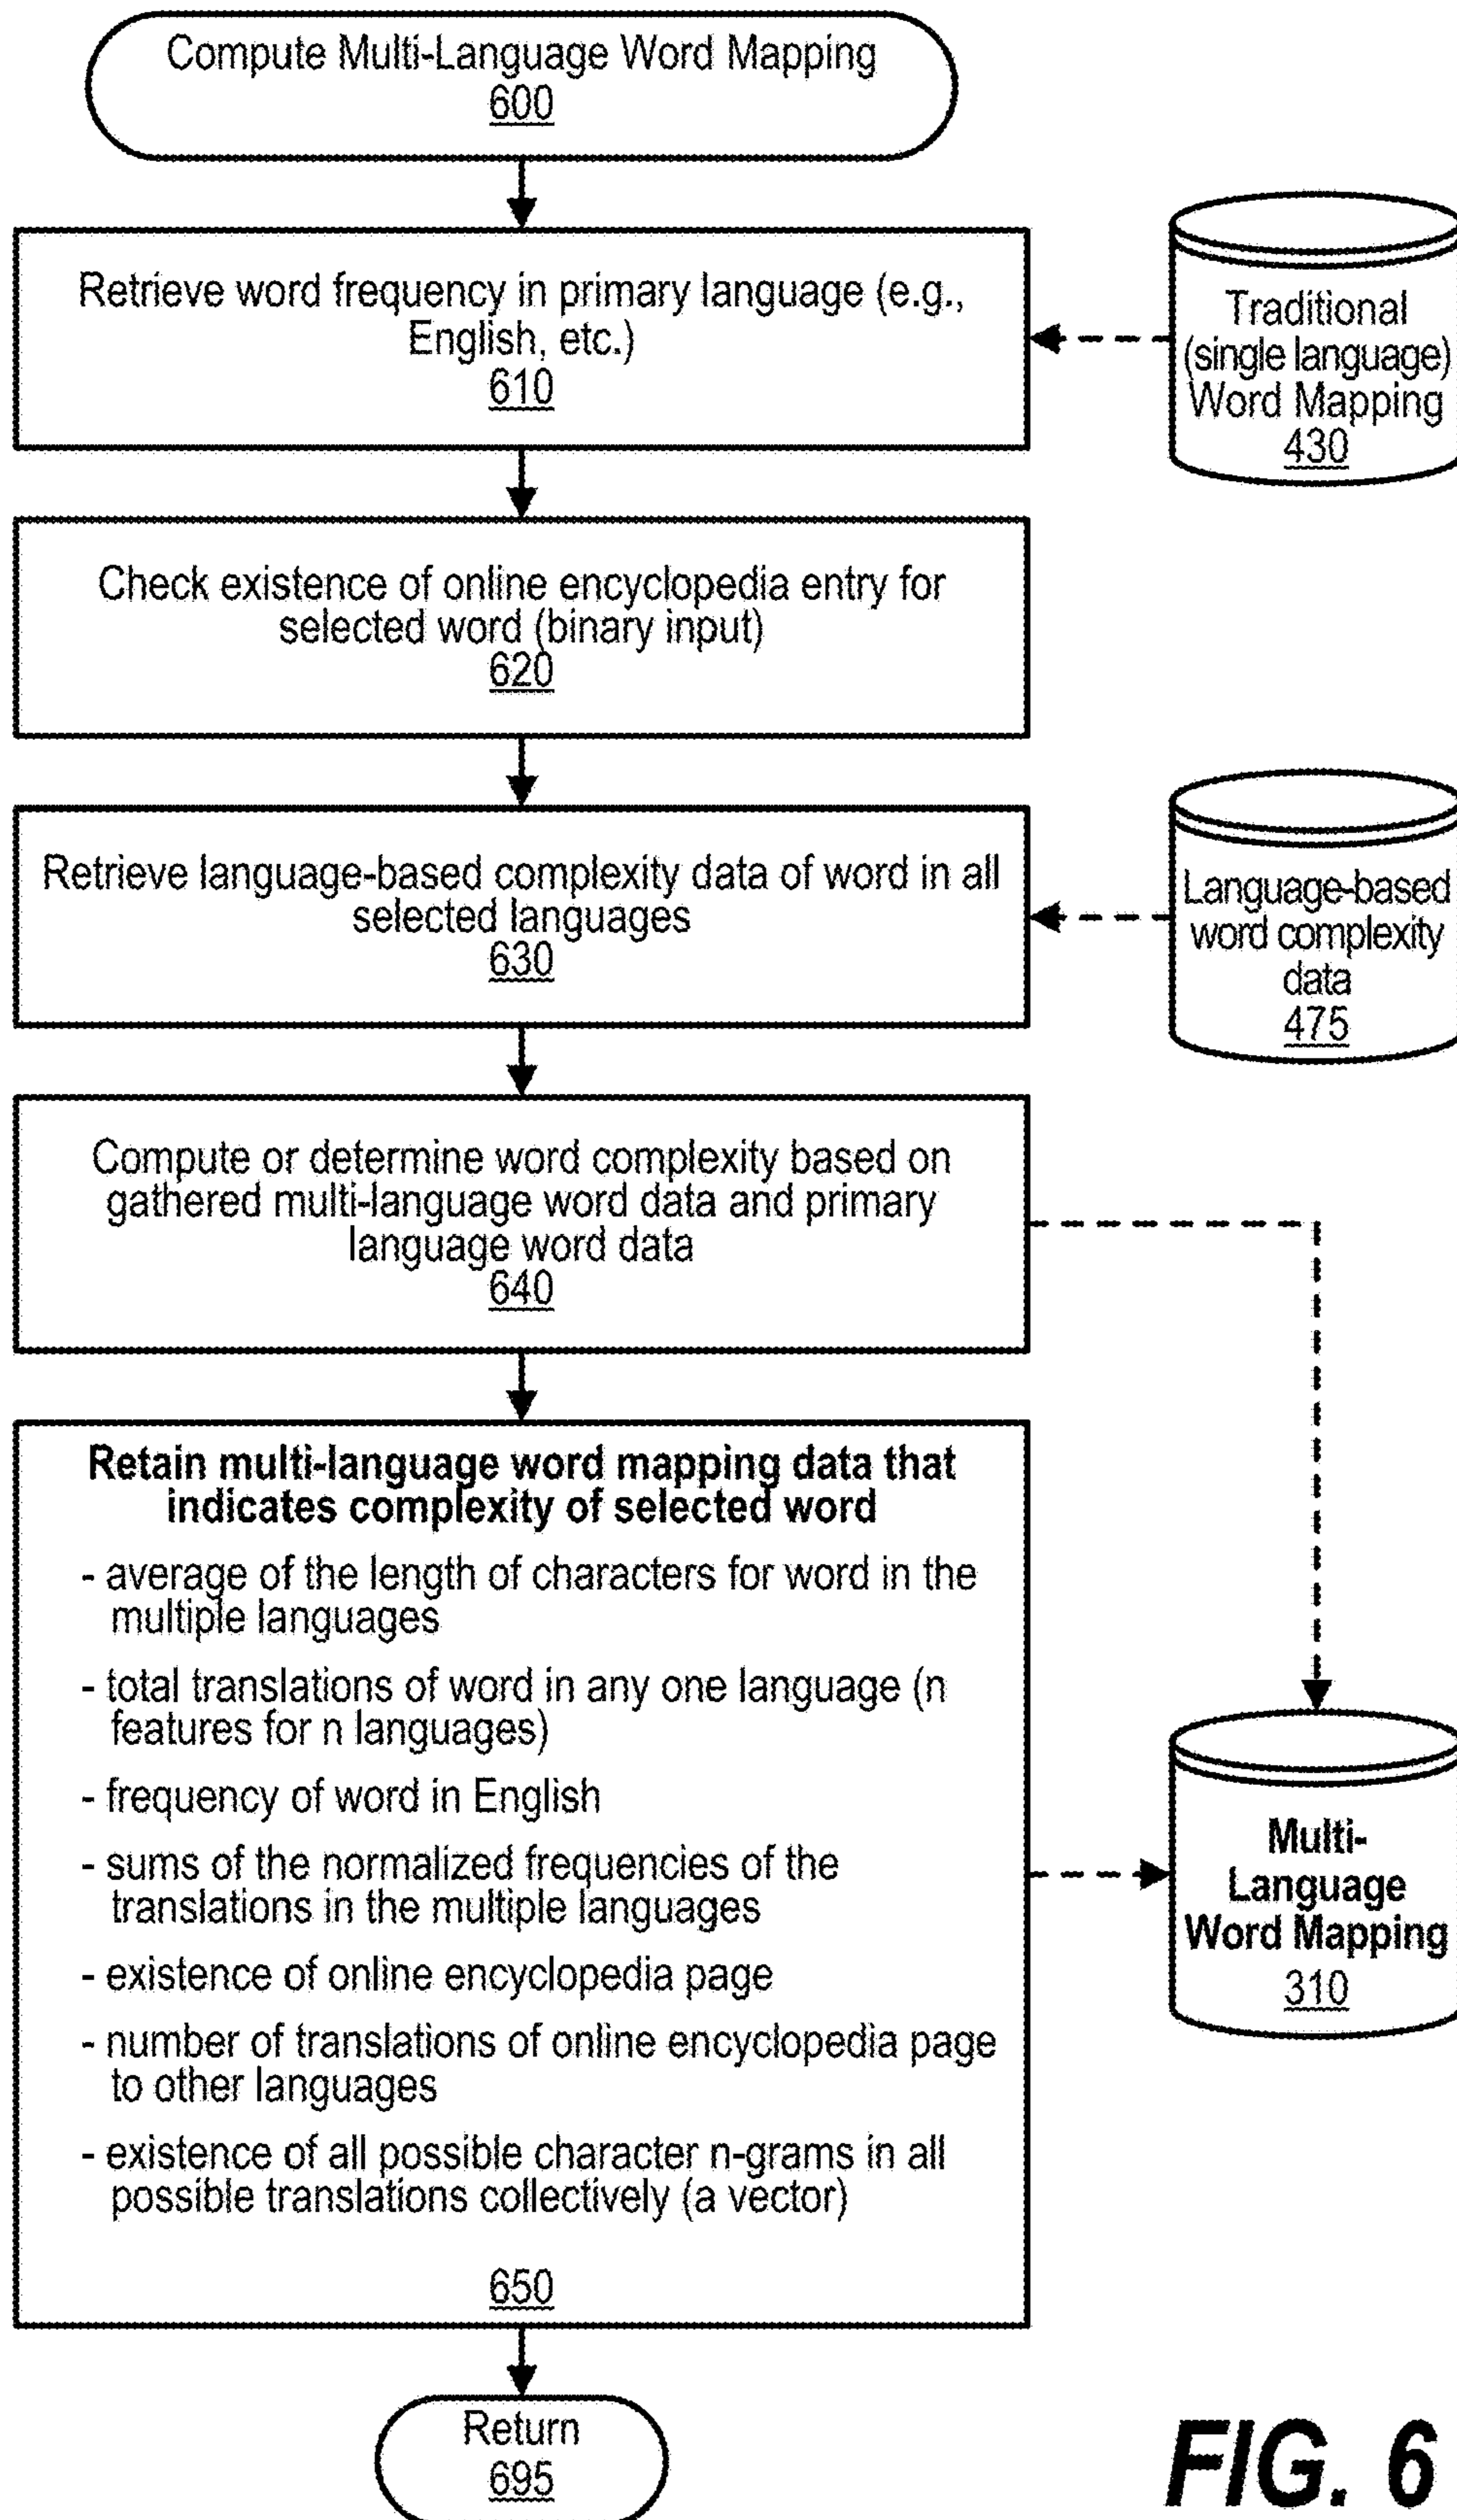 Compute Multi-Language Word Mapping
600
Retrieve word frequency in primary language (e.g.,
English, etc.)
610
Traditional
(single language)
Word Mapping
430
Check existence of online encyclopedia entry for
selected word (binary input)
620
Retrieve language-based complexity data of word in all
selected languages
630
Language-based
word complexity
data
475
Compute or determine word complexity based on
gathered multi-language word data and primary
language word data
640
Retain multi-language word mapping data that
indicates complexity of selected word
- average of the length of characters for word in the
multiple languages
- total translations of word in any one language (n
features for n languages)
- frequency of word in English
- sums of the normalized frequencies of the
translations in the multiple languages
- existence of online encyclopedia page
- number of translations of online encyclopedia page
to other languages
- existence of all possible character n-grams in all
possible translations collectively (a vector)
650
Multi-
Language
Word Mapping
310
Return
695
FIG. 6